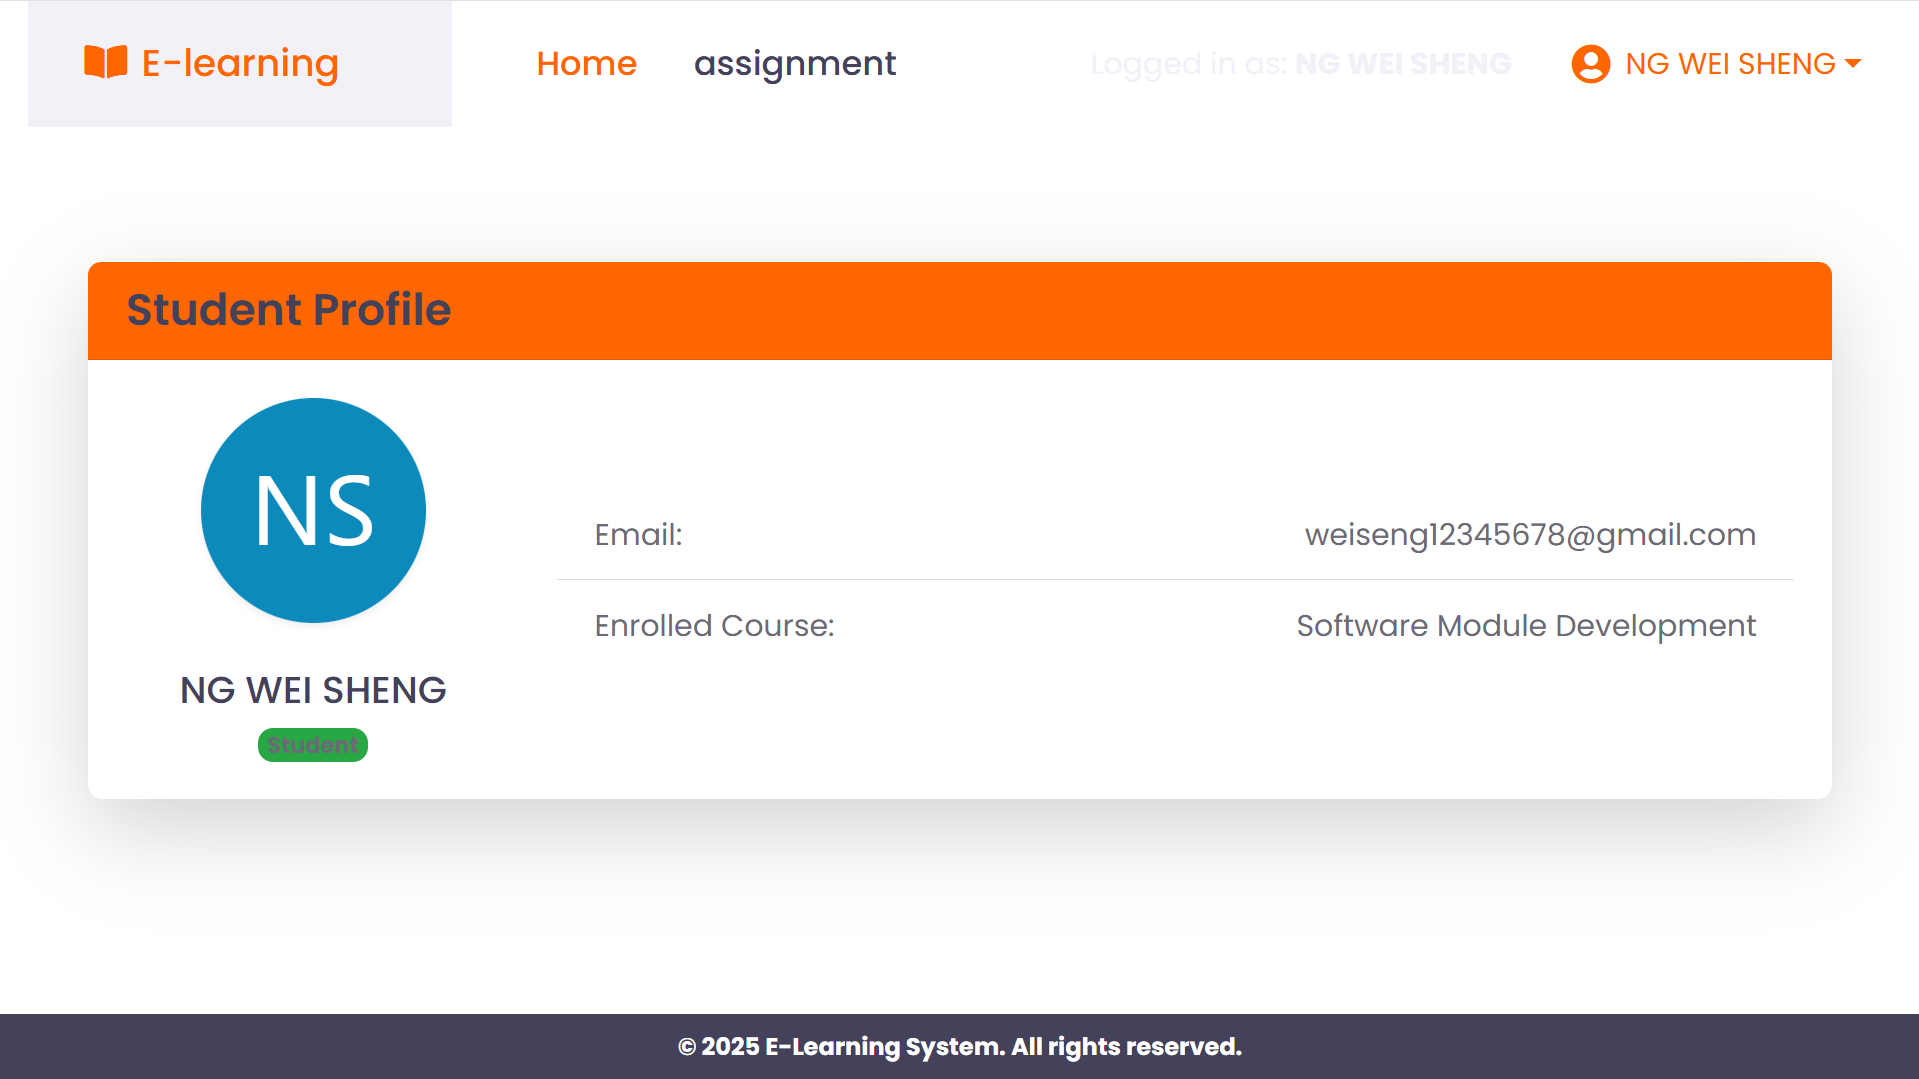 E-learning
Home
assignment
Logged in as: NG WEI SHENG
NG WEI SHENG
Student Profile
NS
NG WEI SHENG
Student
Email:
weiseng12345678@gmail.com
Enrolled Course:
Software Module Development
© 2025 E-Learning System. All rights reserved.